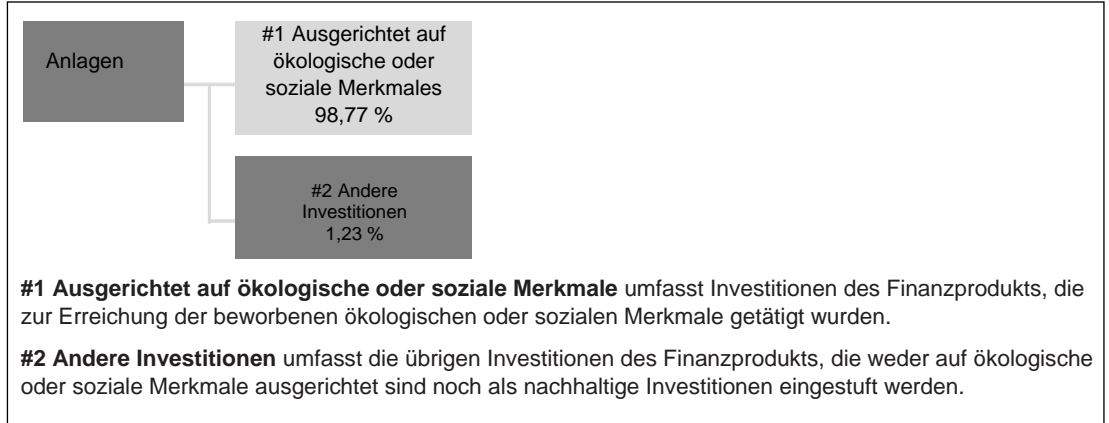 Anlagen
#1 Ausgerichtet auf
ökologische oder
soziale Merkmales
98,77 %
#2 Andere
Investitionen
1,23 %
#1 Ausgerichtet auf ökologische oder soziale Merkmale umfasst Investitionen des Finanzprodukts, die
zur Erreichung der beworbenen ökologischen oder sozialen Merkmale getätigt wurden.
#2 Andere Investitionen umfasst die übrigen Investitionen des Finanzprodukts, die weder auf ökologische
oder soziale Merkmale ausgerichtet sind noch als nachhaltige Investitionen eingestuft werden.